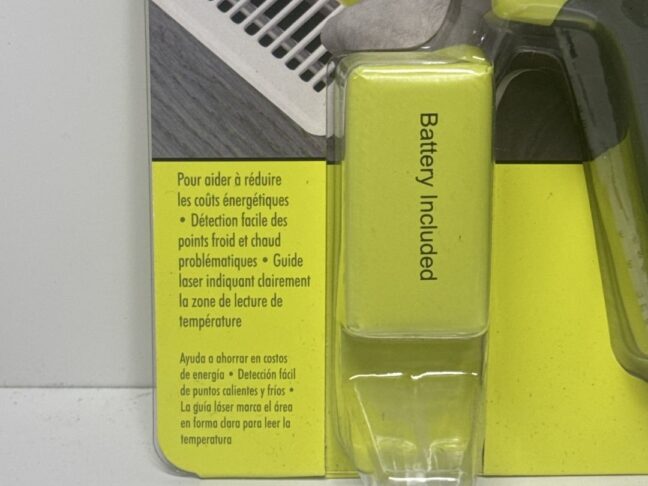 Pour aider à réduire
les coûts énergétiques
• Détection facile des
points froid et chaud
problématiques • Guide
laser indiquant clairement
la zone de lecture de
température
Ayuda a ahorrar en costos
de energía • Detección fácil
de puntos calientes y fríos •
La guía láser marca el área
en forma clara para leer la
temperatura
Battery Included